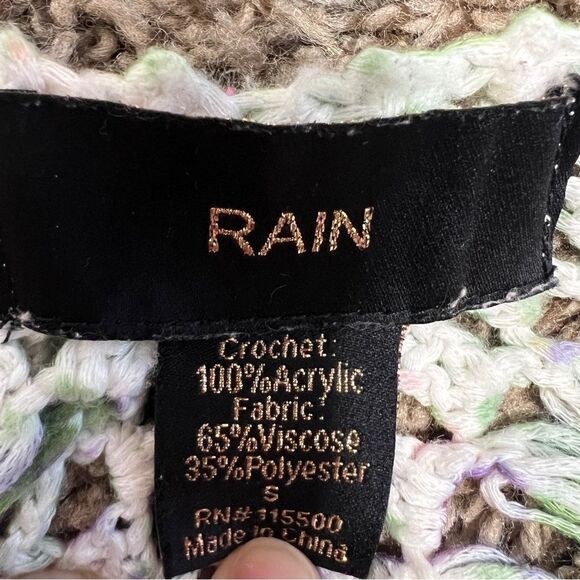 RAIN
Crochet:
100%Acrylic
Fabric:
65%Viscose
35%Polyester
S
RN#115500
Made in China